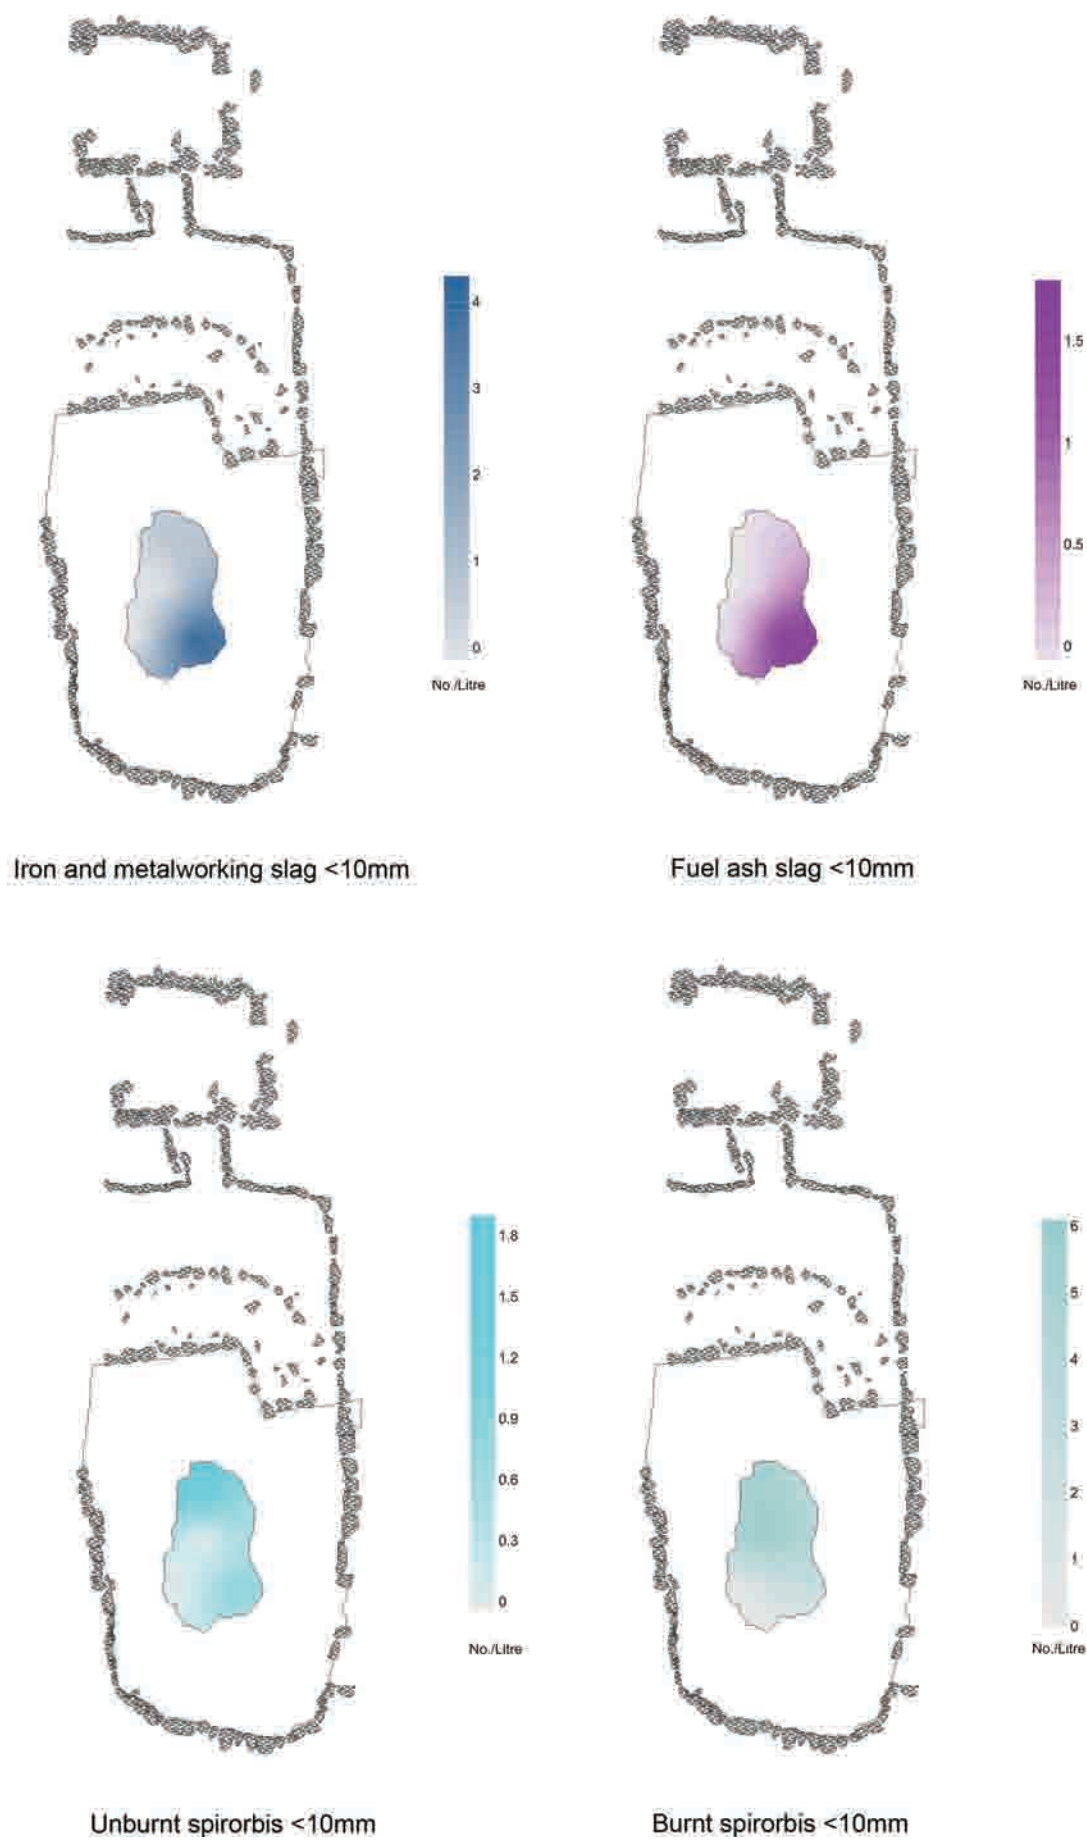 4
3
2
1
0
No./Litre
1.5
1
0.5
0
No./Litre
Iron and metalworking slag <10mm
Fuel ash slag <10mm
1.8
1.5
1.2
0.9
0.6
0.3
0
No./Litre
6
5
4
3
2
1
0
No./Litre
Unburnt spirorbis <10mm
Burnt spirorbis <10mm